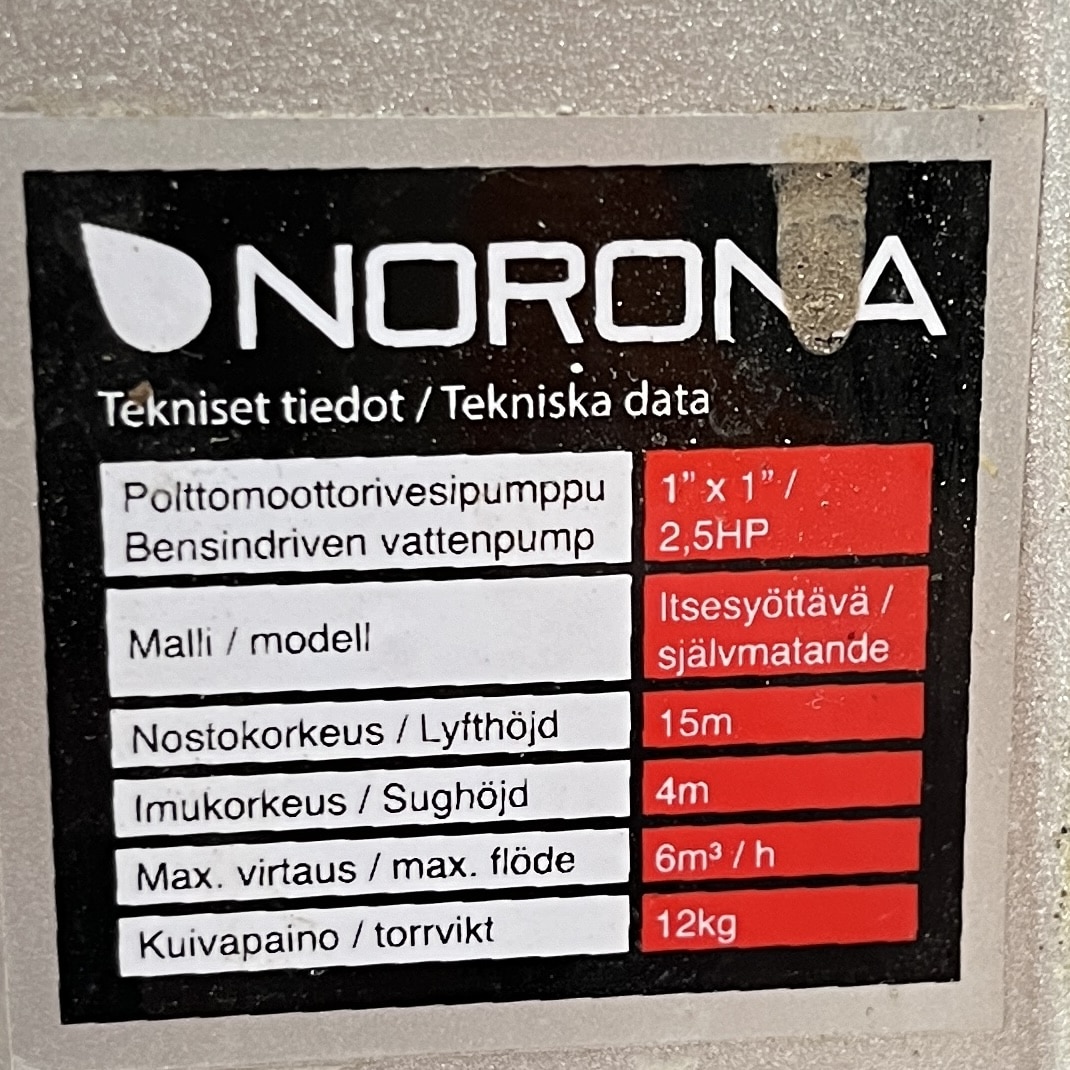 NORONA
Tekniset tiedot / Tekniska data
Polttomoottorivesipumppu
Bensindriven vattenpump
1” x 1” /
2,5HP
Malli / modell
Itsesyöttävä /
självmatande
Nostokorkeus / Lyfthöjd
15m
Imukorkeus / Sughöjd
4m
Max. virtaus / max. flöde
6m³ / h
Kuivapaino / torrvikt
12kg